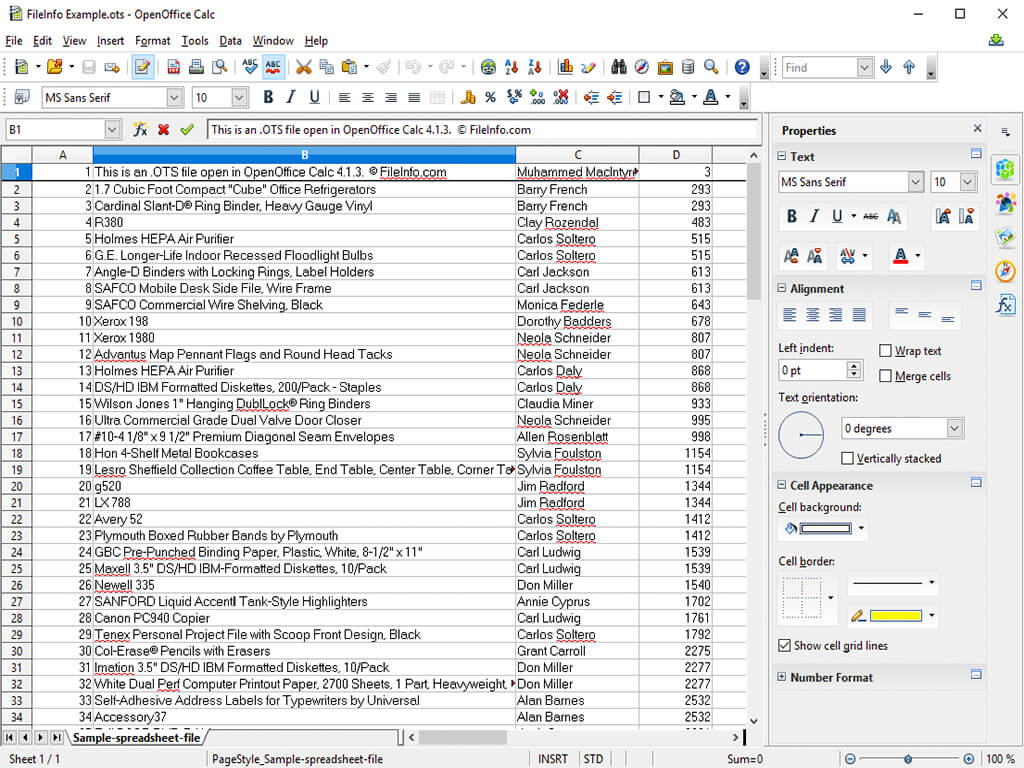 FileInfo Example.ots - OpenOffice Calc
File Edit View Insert Format Tools Data Window Help
Find
MS Sans Serif 10
B1 This is an .OTS file open in OpenOffice Calc 4.1.3. © FileInfo.com
A B C D
1 1 This is an .OTS file open in OpenOffice Calc 4.1.3. © FileInfo.com Muhammed MacIntyr 3
2 2 1.7 Cubic Foot Compact "Cube" Office Refrigerators Barry French 293
3 3 Cardinal Slant-D® Ring Binder, Heavy Gauge Vinyl Barry French 293
4 4 R380 Clay Rozendal 483
5 5 Holmes HEPA Air Purifier Carlos Soltero 515
6 6 G.E. Longer-Life Indoor Recessed Floodlight Bulbs Carlos Soltero 515
7 7 Angle-D Binders with Locking Rings, Label Holders Carl Jackson 613
8 8 SAFCO Mobile Desk Side File, Wire Frame Carl Jackson 613
9 9 SAFCO Commercial Wire Shelving, Black Monica Federle 643
10 10 Xerox 198 Dorothy Badders 678
11 11 Xerox 1980 Neola Schneider 807
12 12 Advantus Map Pennant Flags and Round Head Tacks Neola Schneider 807
13 13 Holmes HEPA Air Purifier Carlos Daly 868
14 14 DS/HD IBM Formatted Diskettes, 200/Pack - Staples Carlos Daly 868
15 15 Wilson Jones 1" Hanging DublLock® Ring Binders Claudia Miner 933
16 16 Ultra Commercial Grade Dual Valve Door Closer Neola Schneider 995
17 17 #10-4 1/8" x 9 1/2" Premium Diagonal Seam Envelopes Allen Rosenblatt 998
18 18 Hon 4-Shelf Metal Bookcases Sylvia Foulston 1154
19 19 Lesro Sheffield Collection Coffee Table, End Table, Center Table, Corner Ta Sylvia Foulston 1154
20 20 g520 Jim Radford 1344
21 21 LX 788 Jim Radford 1344
22 22 Avery 52 Carlos Soltero 1412
23 23 Plymouth Boxed Rubber Bands by Plymouth Carlos Soltero 1412
24 24 GBC Pre-Punched Binding Paper, Plastic, White, 8-1/2" x 11" Carl Ludwig 1539
25 25 Maxell 3.5" DS/HD IBM-Formatted Diskettes, 10/Pack Carl Ludwig 1539
26 26 Newell 335 Don Miller 1540
27 27 SANFORD Liquid Accent Tank-Style Highlighters Annie Cyprus 1702
28 28 Canon PC940 Copier Carl Ludwig 1761
29 29 Tenex Personal Project File with Scoop Front Design, Black Carlos Soltero 1792
30 30 Col-Erase® Pencils with Erasers Grant Carroll 2275
31 31 Imation 3.5" DS/HD IBM Formatted Diskettes, 10/Pack Don Miller 2277
32 32 White Dual Perf Computer Printout Paper, 2700 Sheets, 1 Part, Heavyweight, Don Miller 2277
33 33 Self-Adhesive Address Labels for Typewriters by Universal Alan Barnes 2532
34 34 Accessory37 Alan Barnes 2532
Sample-spreadsheet-file
Sheet 1 / 1 PageStyle_Sample-spreadsheet-file INSRT STD Sum=0 100 %
Properties
Text
MS Sans Serif 10
Alignment
Left indent:
0 pt
Wrap text
Merge cells
Text orientation:
0 degrees
Vertically stacked
Cell Appearance
Cell background:
Cell border:
Show cell grid lines
Number Format